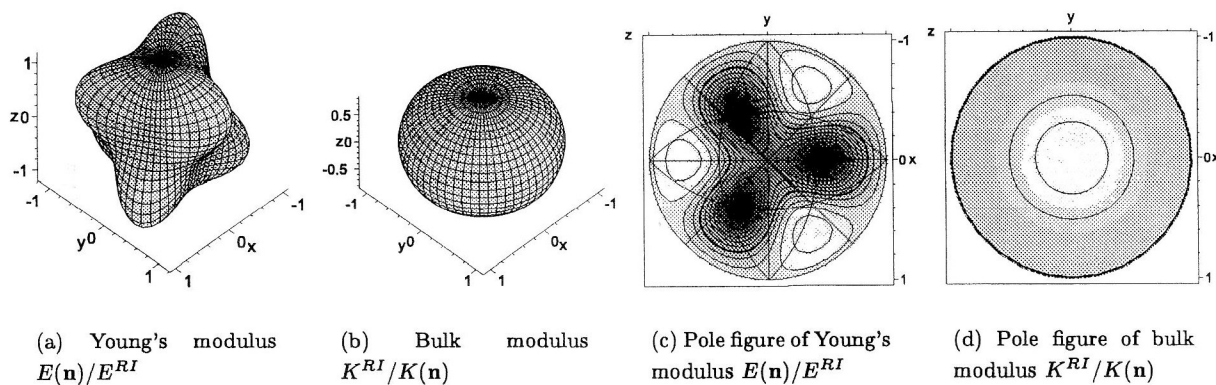 1
z0
-1
-1
y0
1
1
0x
-1
0.5
z0
-0.5
-1
y0
1
1
0x
-1
z
y
-1
0x
1
z
y
-1
0x
1
(a) Young's modulus
E(n)/E^{RI}
(b) Bulk modulus
K^{RI}/K(n)
(c) Pole figure of Young's
modulus E(n)/E^{RI}
(d) Pole figure of bulk
modulus K^{RI}/K(n)